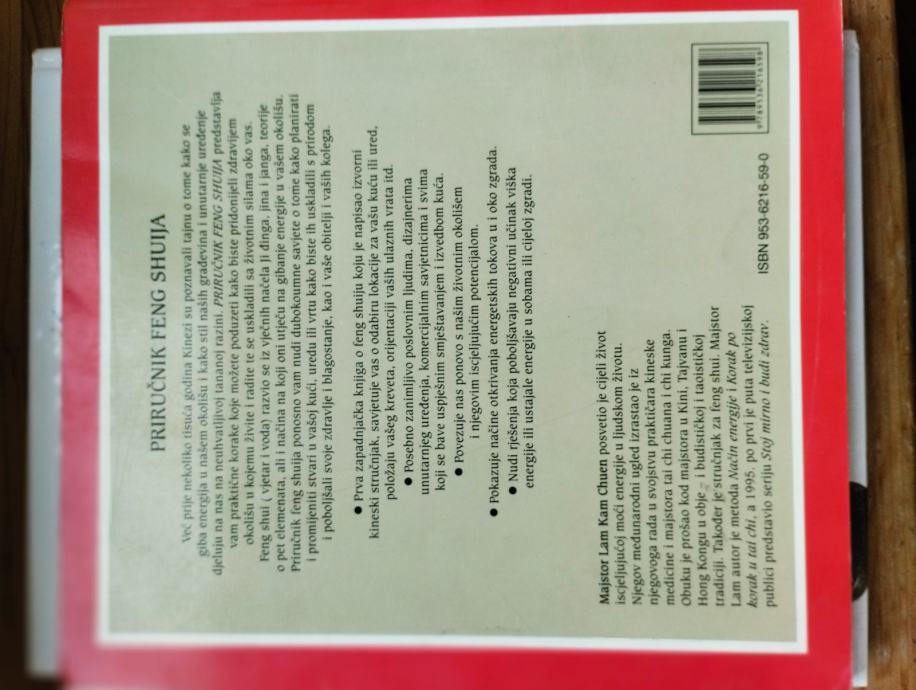 PRIRUČNIK FENG SHUIJA
Već prije nekoliko tisuća godina Kinezi su poznavali tajnu o tome kako se
giba energija u našem okolišu i kako stil naših građevina i unutarnje uređenje
djeluju na nas na neuhvatljivoj tananoj razini. PRIRUČNIK FENG SHUIJA predstavlja
vam praktične korake koje možete poduzeti kako biste pridonijeli zdravijem
okolišu u kojemu živite i radite te se uskladili sa životnim silama oko vas.
Feng shui ( vjetar i voda) razvio se iz vječnih načela Ji đinga, jina i janga, teorije
o pet elemenata, ali i načina na koji oni utječu na gibanje energije u vašem okolišu.
Priručnik feng shuija ponosno vam nudi dubokoumne savjete o tome kako planirati
i promijeniti stvari u vašoj kući, uredu ili vrtu kako biste ih uskladili s prirodom
i poboljšali svoje zdravlje i blagostanje, kao i vaše obitelji i vaših kolega.
● Prva zapadnjačka knjiga o feng shuiju koju je napisao izvorni
kineski stručnjak, savjetuje vas o odabiru lokacije za vašu kuću ili ured,
položaju vašeg kreveta, orijentaciji vaših ulaznih vrata itd.
● Posebno zanimljivo poslovnim ljudima, dizajnerima
unutarnjeg uređenja, komercijalnim savjetnicima i svima
koji se bave uspješnim smještavanjem i izvedbom kuća.
● Povezuje nas ponovo s našim životnim okolišem
i njegovim iscjeljujućim potencijalom.
● Pokazuje načine otkrivanja energetskih tokova u i oko zgrada.
● Nudi rješenja koja poboljšavaju negativni učinak viška
energije ili ustajale energije u sobama ili cijeloj zgradi.
Majstor Lam Kam Chuen posvetio je cijeli život
iscjeljujućoj moći energije u ljudskom životu.
Njegov međunarodni ugled izrastao je iz
njegovoga rada u svojstvu praktičara kineske
medicine i majstora tai chi chuana i chi kunga.
Obuku je prošao kod majstora u Kini, Tajvanu i
Hong Kongu u obje – i budističkoj i taoističkoj
tradiciji. Također je stručnjak za feng shui. Majstor
Lam autor je metoda Način energije i Korak po
korak u tai chi, a 1995. po prvi je puta televizijskoj
publici predstavio seriju Stoj mirno i budi zdrav.
ISBN 953-6216-59-0
9 789536 216598